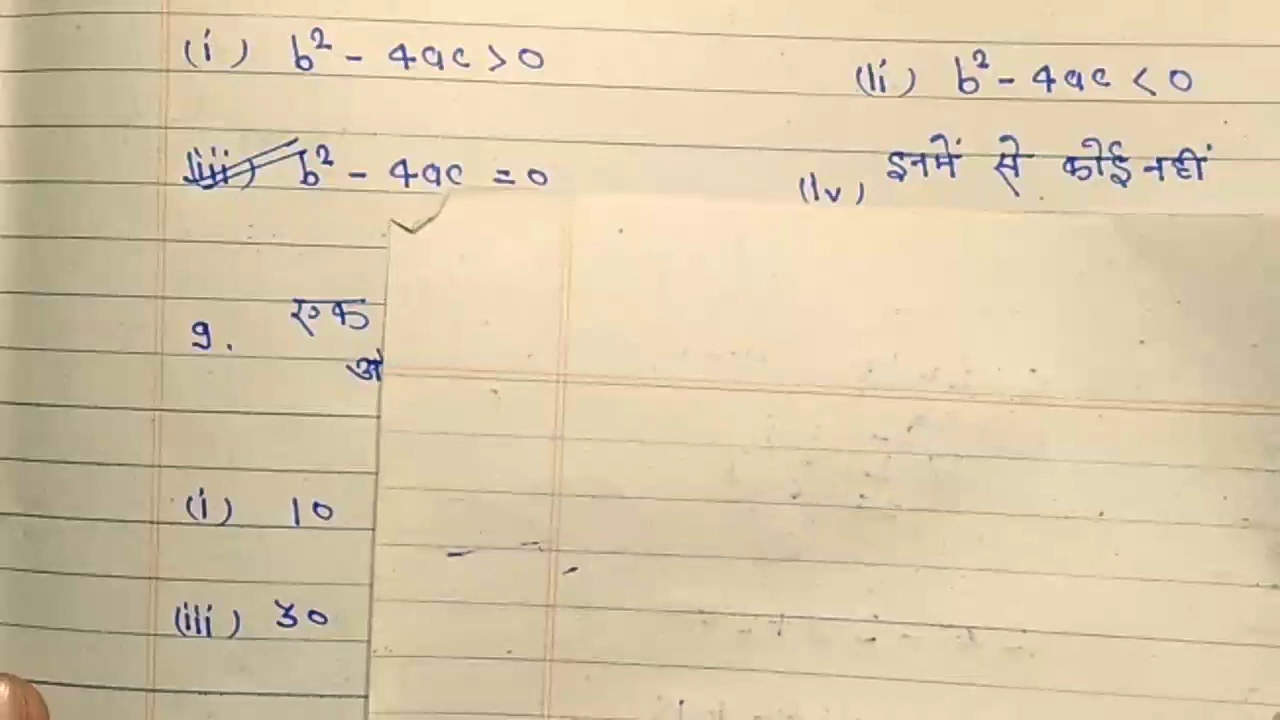 (i) b² - 4ac > 0
(ii) b² - 4ac < 0
(iii) b² - 4ac = 0
(iv) इनमें से कोई नहीं
9. एक
(i) 10
(iii) 30